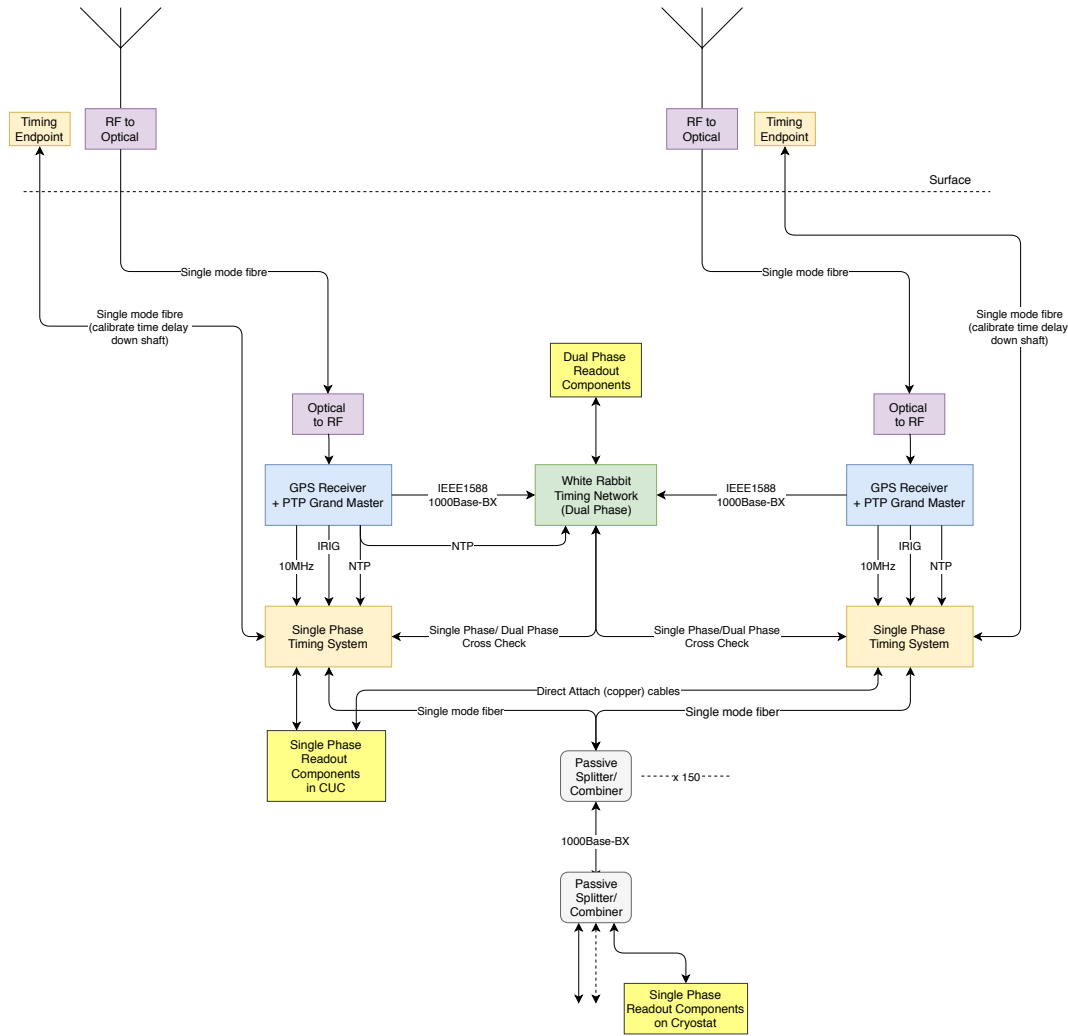 Timing
Endpoint
RF to
Optical
RF to
Optical
Timing
Endpoint
Surface
Single mode fibre
Single mode fibre
Single mode fibre
(calibrate time delay
down shaft)
Single mode fibre
(calibrate time delay
down shaft)
Dual Phase
Readout
Components
Optical
to RF
Optical
to RF
GPS Receiver
+ PTP Grand Master
IEEE1588
1000Base-BX
White Rabbit
Timing Network
(Dual Phase)
IEEE1588
1000Base-BX
GPS Receiver
+ PTP Grand Master
10MHz
IRIG
NTP
NTP
10MHz
IRIG
NTP
Single Phase
Timing System
Single Phase/ Dual Phase
Cross Check
Single Phase/Dual Phase
Cross Check
Single Phase
Timing System
Direct Attach (copper) cables
Single mode fiber
Single mode fiber
Single Phase
Readout
Components
in CUC
Passive
Splitter/
Combiner
x 150
1000Base-BX
Passive
Splitter/
Combiner
Single Phase
Readout Components
on Cryostat